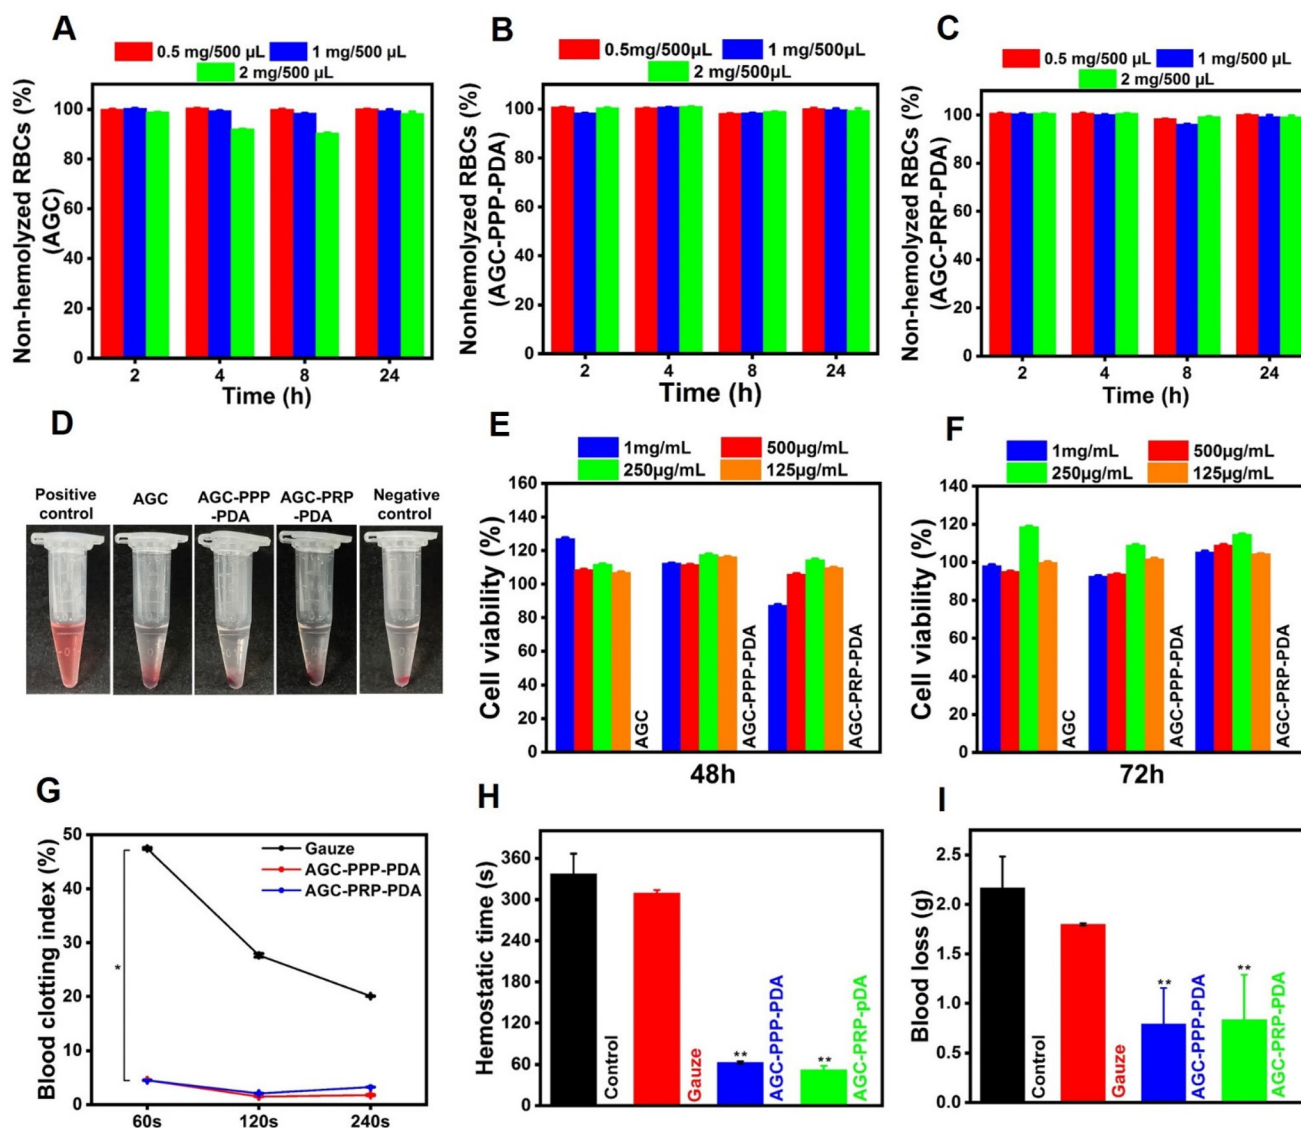 A
0.5 mg/500 µL 1 mg/500 µL
2 mg/500 µL
Non-hemolyzed RBCs (%)
(AGC)
100
80
60
40
20
0
2 4 8 24
Time (h)
B
0.5mg/500µL 1 mg/500µL
2 mg/500µL
Nonhemolyzed RBCs (%)
(AGC-PPP-PDA)
100
80
60
40
20
0
2 4 8 24
Time (h)
C
0.5 mg/500 µL 1 mg/500 µL
2 mg/500 µL
Non-hemolyzed RBCs (%)
(AGC-PRP-PDA)
100
80
60
40
20
0
2 4 8 24
Time (h)
D
Positive
control
AGC
AGC-PPP
-PDA
AGC-PRP
-PDA
Negative
control
E
1mg/mL 500µg/mL
250µg/mL 125µg/mL
Cell viability (%)
160
140
120
100
80
60
40
20
0
AGC
AGC-PPP-PDA
AGC-PRP-PDA
48h
F
1mg/mL 500µg/mL
250µg/mL 125µg/mL
Cell viability (%)
140
120
100
80
60
40
20
0
AGC
AGC-PPP-PDA
AGC-PRP-PDA
72h
G
Gauze
AGC-PPP-PDA
AGC-PRP-PDA
Blood clotting index (%)
50
40
30
20
10
0
*
60s 120s 240s
H
Hemostatic time (s)
360
300
240
180
120
60
0
Control
Gauze
**
AGC-PPP-PDA
**
AGC-PRP-pDA
I
Blood loss (g)
2.5
2.0
1.5
1.0
0.5
0.0
Control
Gauze
**
AGC-PPP-PDA
**
AGC-PRP-PDA